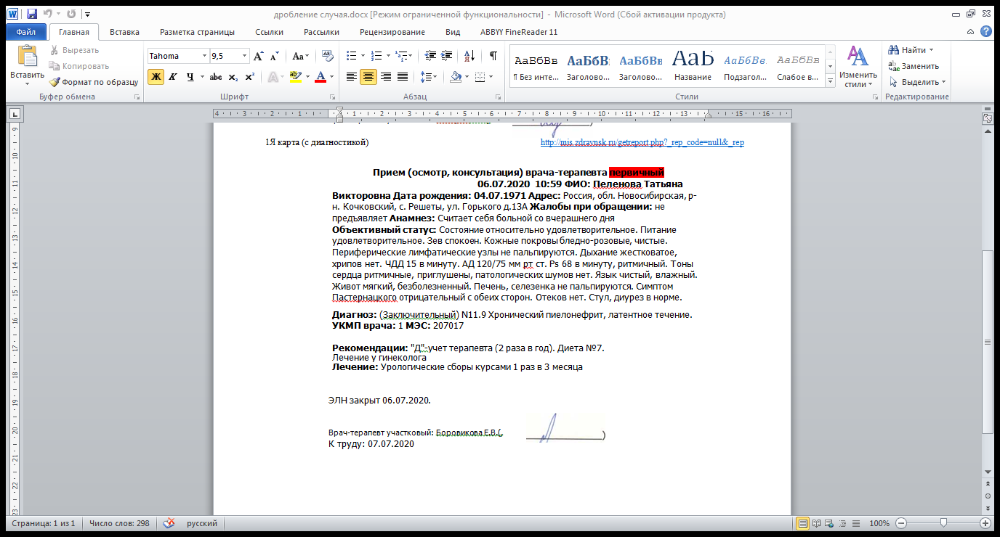 дробление случая.docx [Режим ограниченной функциональности] - Microsoft Word (Сбой активации продукта)
Файл Главная Вставка Разметка страницы Ссылки Рассылки Рецензирование Вид ABBYY FineReader 11
Вставить
Вырезать
Копировать
Формат по образцу
Буфер обмена
Tahoma 9,5
Шрифт
Абзац
АаБбВв АаБбВ АаБбВв АаБ АаБбВв. АаБбВв.
¶ Без инте... Заголово... Заголово... Название Подзагол... Слабое в...
Стили
Изменить стили
Найти
Заменить
Выделить
Редактирование
1Я карта (с диагностикой) http://mis.zdravnsk.ru/getreport.php?_rep_code=null&_rep
Прием (осмотр, консультация) врача-терапевта первичный
06.07.2020 10:59 ФИО: Пеленова Татьяна
Викторовна Дата рождения: 04.07.1971 Адрес: Россия, обл. Новосибирская, р-
н. Кочковский, с. Решеты, ул. Горького д.13А Жалобы при обращении: не
предъявляет Анамнез: Считает себя больной со вчерашнего дня
Объективный статус: Состояние относительно удовлетворительное. Питание
удовлетворительное. Зев спокоен. Кожные покровы бледно-розовые, чистые.
Периферические лимфатические узлы не пальпируются. Дыхание жестковатое,
хрипов нет. ЧДД 15 в минуту. АД 120/75 мм рт ст. Ps 68 в минуту, ритмичный. Тоны
сердца ритмичные, приглушены, патологических шумов нет. Язык чистый, влажный.
Живот мягкий, безболезненный. Печень, селезенка не пальпируются. Симптом
Пастернацкого отрицательный с обеих сторон. Отеков нет. Стул, диурез в норме.
Диагноз: (Заключительный) N11.9 Хронический пиелонефрит, латентное течение.
УКМП врача: 1 МЭС: 207017
Рекомендации: "Д"-учет терапевта (2 раза в год). Диета №7.
Лечение у гинеколога
Лечение: Урологические сборы курсами 1 раз в 3 месяца
ЭЛН закрыт 06.07.2020.
Врач-терапевт участковый: Боровикова Е.В.(, )
К труду: 07.07.2020
Страница: 1 из 1 Число слов: 298 русский 100%